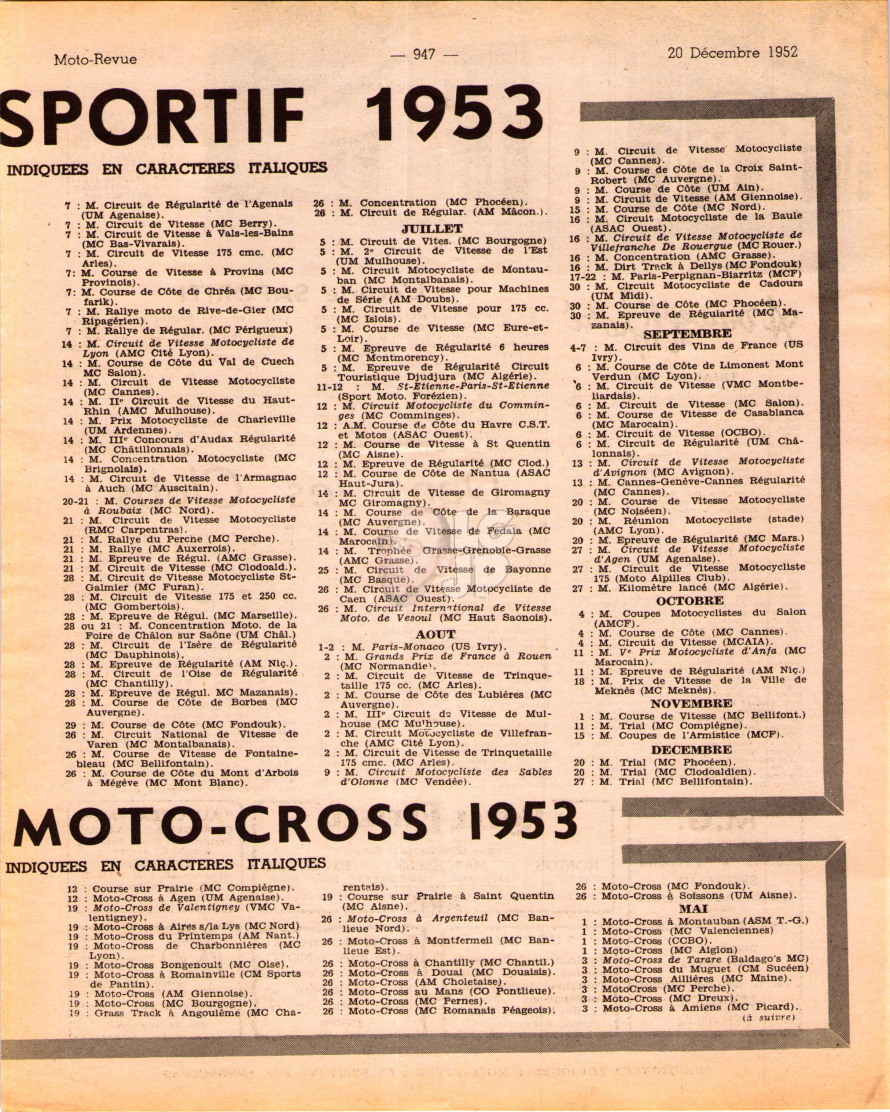 Moto-Revue
— 947 —
20 Décembre 1952
SPORTIF 1953
INDIQUEES EN CARACTERES ITALIQUES
7 : M. Circuit de Régularité de l'Agenais
(UM Agenaise).
7 : M. Circuit de Vitesse (MC Berry).
7 : M. Circuit de Vitesse à Vals-les-Bains
(MC Bas-Vivarais).
7 : M. Circuit de Vitesse 175 cmc. (MC
Arles).
7: M. Course de Vitesse à Provins (MC
Provinois).
7: M. Course de Côte de Chréa (MC Bou-
farik).
7 : M. Rallye moto de Rive-de-Gier (MC
Ripagérien).
7 : M. Rallye de Régular. (MC Périgueux)
14 : M. Circuit de Vitesse Motocycliste de
Lyon (AMC Cité Lyon).
14 : M. Course de Côte du Val de Cuech
MC Salon).
14 : M. Circuit de Vitesse Motocycliste
(MC Cannes).
14 : M. IIe Circuit de Vitesse du Haut-
Rhin (AMC Mulhouse).
14 : M. Prix Motocycliste de Charleville
(UM Ardennes).
14 : M. IIIe Concours d'Audax Régularité
(MC Châtillonnais).
14 : M. Concentration Motocycliste (MC
Brignolais).
14 : M. Circuit de Vitesse de l'Armagnac
à Auch (MC Auscitain).
20-21 : M. Courses de Vitesse Motocycliste
à Roubaix (MC Nord).
21 : M. Circuit de Vitesse Motocycliste
(RMC Carpentras).
21 : M. Rallye du Perche (MC Perche).
21 : M. Rallye (MC Auxerrois).
21 : M. Epreuve de Régul. (AMC Grasse).
21 : M. Circuit de Vitesse (MC Clodoald.).
28 : M. Circuit de Vitesse Motocycliste St-
Galmier (MC Furan).
28 : M. Circuit de Vitesse 175 et 250 cc.
(MC Gombertois).
28 : M. Epreuve de Régul. (MC Marseille).
28 ou 21 : M. Concentration Moto. de la
Foire de Châlon sur Saône (UM Châl.)
28 : M. Circuit de l'Isère de Régularité
(MC Dauphinois).
28 : M. Epreuve de Régularité (AM Niç.).
28 : M. Circuit de l'Oise de Régularité
(MC Chantilly).
28 : M. Epreuve de Régul. MC Mazanais).
28 : M. Course de Côte de Borbes (MC
Auvergne).
29 : M. Course de Côte (MC Fondouk).
26 : M. Circuit National de Vitesse de
Varen (MC Montalbanais).
26 : M. Course de Vitesse de Fontaine-
bleau (MC Bellifontain).
26 : M. Course de Côte du Mont d'Arbois
à Mégève (MC Mont Blanc).
26 : M. Concentration (MC Phocéen).
26 : M. Circuit de Régular. (AM Mâcon.).
JUILLET
5 : M. Circuit de Vites. (MC Bourgogne)
5 : M. 2e Circuit de Vitesse de l'Est
(UM Mulhouse).
5 : M. Circuit Motocycliste de Montau-
ban (MC Montalbanais).
5 : M. Circuit de Vitesse pour Machines
de Série (AM Doubs).
5 : M. Circuit de Vitesse pour 175 cc.
(MC Islois).
5 : M. Course de Vitesse (MC Eure-et-
Loir).
5 : M. Epreuve de Régularité 6 heures
(MC Montmorency).
5 : M. Epreuve de Régularité Circuit
Touristique Djudjura (MC Algérie).
11-12 : M. St-Etienne-Paris-St-Etienne
(Sport Moto. Forézien).
12 : M. Circuit Motocycliste du Commin-
ges (MC Comminges).
12 : A.M. Course de Côte du Havre C.S.T.
et Motos (ASAC Ouest).
12 : M. Course de Vitesse à St Quentin
(MC Aisne).
12 : M. Epreuve de Régularité (MC Clod.)
12 : M. Course de Côte de Nantua (ASAC
Haut-Jura).
14 : M. Circuit de Vitesse de Giromagny
MC Giromagny).
14 : M. Course de Côte de la Baraque
(MC Auvergne).
14 : M. Course de Vitesse de Fedala (MC
Marocain).
14 : M. Trophée Grasse-Grenoble-Grasse
(AMC Grasse).
25 : M. Circuit de Vitesse de Bayonne
(MC Basque).
26 : M. Circuit de Vitesse Motocycliste de
Caen (ASAC Ouest).
26 : M. Circuit International de Vitesse
Moto. de Vesoul (MC Haut Saonois).
AOUT
1-2 : M. Paris-Monaco (US Ivry).
2 : M. Grands Prix de France à Rouen
(MC Normandie).
2 : M. Circuit de Vitesse de Trinque-
taille 175 cc. (MC Arles).
2 : M. Course de Côte des Lubières (MC
Auvergne).
2 : M. IIIe Circuit de Vitesse de Mul-
house (MC Mulhouse).
2 : M. Circuit Motocycliste de Villefran-
che (AMC Cité Lyon).
2 : M. Circuit de Vitesse de Trinquetaille
175 cmc. (MC Arles).
9 : M. Circuit Motocycliste des Sables
d'Olonne (MC Vendée).
9 : M. Circuit de Vitesse Motocycliste
(MC Cannes).
9 : M. Course de Côte de la Croix Saint-
Robert (MC Auvergne).
9 : M. Course de Côte (UM Ain).
9 : M. Circuit de Vitesse (AM Giennoise).
15 : M. Course de Côte (MC Nord).
16 : M. Circuit Motocycliste de la Baule
(ASAC Ouest).
16 : M. Circuit de Vitesse Motocycliste de
Villefranche De Rouergue (MC Rouer.)
16 : M. Concentration (AMC Grasse).
16 : M. Dirt Track à Dellys (MC Fondouk)
17-22 : M. Paris-Perpignan-Biarritz (MCF)
30 : M. Circuit Motocycliste de Cadours
(UM Midi).
30 : M. Course de Côte (MC Phocéen).
30 : M. Epreuve de Régularité (MC Ma-
zanais).
SEPTEMBRE
4-7 : M. Circuit des Vins de France (US
Ivry).
6 : M. Course de Côte de Limonest Mont
Verdun (MC Lyon).
6 : M. Circuit de Vitesse (VMC Montbe-
liardais).
6 : M. Circuit de Vitesse (MC Salon).
6 : M. Course de Vitesse de Casablanca
(MC Marocain).
6 : M. Circuit de Vitesse (OCBO).
6 : M. Circuit de Régularité (UM Châ-
lonnais).
13 : M. Circuit de Vitesse Motocycliste
d'Avignon (MC Avignon).
13 : M. Cannes-Genéve-Cannes Régularité
(MC Cannes).
20 : M. Course de Vitesse Motocycliste
(MC Noiséen).
20 : M. Réunion Motocycliste (stade)
(AMC Lyon).
20 : M. Epreuve de Régularité (MC Mars.)
27 : M. Circuit de Vitesse Motocycliste
d'Agen (UM Agenaise).
27 : M. Circuit de Vitesse Motocycliste
175 (Moto Alpilles Club).
27 : M. Kilomètre lancé (MC Algérie).
OCTOBRE
4 : M. Coupes Motocyclistes du Salon
(AMCF).
4 : M. Course de Côte (MC Cannes).
4 : M. Circuit de Vitesse (MCAIA).
11 : M. Ve Prix Motocycliste d'Anfa (MC
Marocain).
11 : M. Epreuve de Régularité (AM Niç.)
18 : M. Prix de Vitesse de la Ville de
Meknès (MC Meknès).
NOVEMBRE
1 : M. Course de Vitesse (MC Bellifont.)
11 : M. Trial (MC Compiégne).
15 : M. Coupes de l'Armistice (MCF).
DECEMBRE
20 : M. Trial (MC Phocéen).
20 : M. Trial (MC Clodoaldien).
27 : M. Trial (MC Bellifontain).
MOTO-CROSS 1953
INDIQUEES EN CARACTERES ITALIQUES
12 : Course sur Prairie (MC Compiégne).
12 : Moto-Cross à Agen (UM Agenaise).
19 : Moto-Cross de Valentigney (VMC Va-
lentigney).
19 : Moto-Cross à Aires s/la Lys (MC Nord)
19 : Moto-Cross du Printemps (AM Nant.)
19 : Moto-Cross de Charbonnières (MC
Lyon).
19 : Moto-Cross Bongenoult (MC Oise).
19 : Moto-Cross à Romainville (CM Sports
de Pantin).
19 : Moto-Cross (AM Giennoise).
19 : Moto-Cross (MC Bourgogne).
19 : Grass Track à Angoulême (MC Cha-
rentais).
19 : Course sur Prairie à Saint Quentin
(MC Aisne).
26 : Moto-Cross à Argenteuil (MC Ban-
lieue Nord).
26 : Moto-Cross à Montfermeil (MC Ban-
lieue Est).
26 : Moto-Cross à Chantilly (MC Chantil.)
26 : Moto-Cross à Douai (MC Douaisis).
26 : Moto-Cross (AM Choletaise).
26 : Moto-Cross au Mans (CO Pontlieue).
26 : Moto-Cross (MC Pernes).
26 : Moto-Cross (MC Romanais Péageois).
26 : Moto-Cross (MC Fondouk).
26 : Moto-Cross à Soissons (UM Aisne).
MAI
1 : Moto-Cross à Montauban (ASM T.-G.)
1 : Moto-Cross (MC Valenciennes)
1 : Moto-Cross (CCBO).
1 : Moto-Cross (MC Aiglon)
3 : Moto-Cross de Tarare (Baldago's MC)
3 : Moto-Cross du Muguet (CM Sucéen)
3 : Moto-Cross Aillières (MC Maine).
3 : MotoCross (MC Perche).
3 : Moto-Cross (MC Dreux).
3 : Moto-Cross à Amiens (MC Picard).
(à suivre)